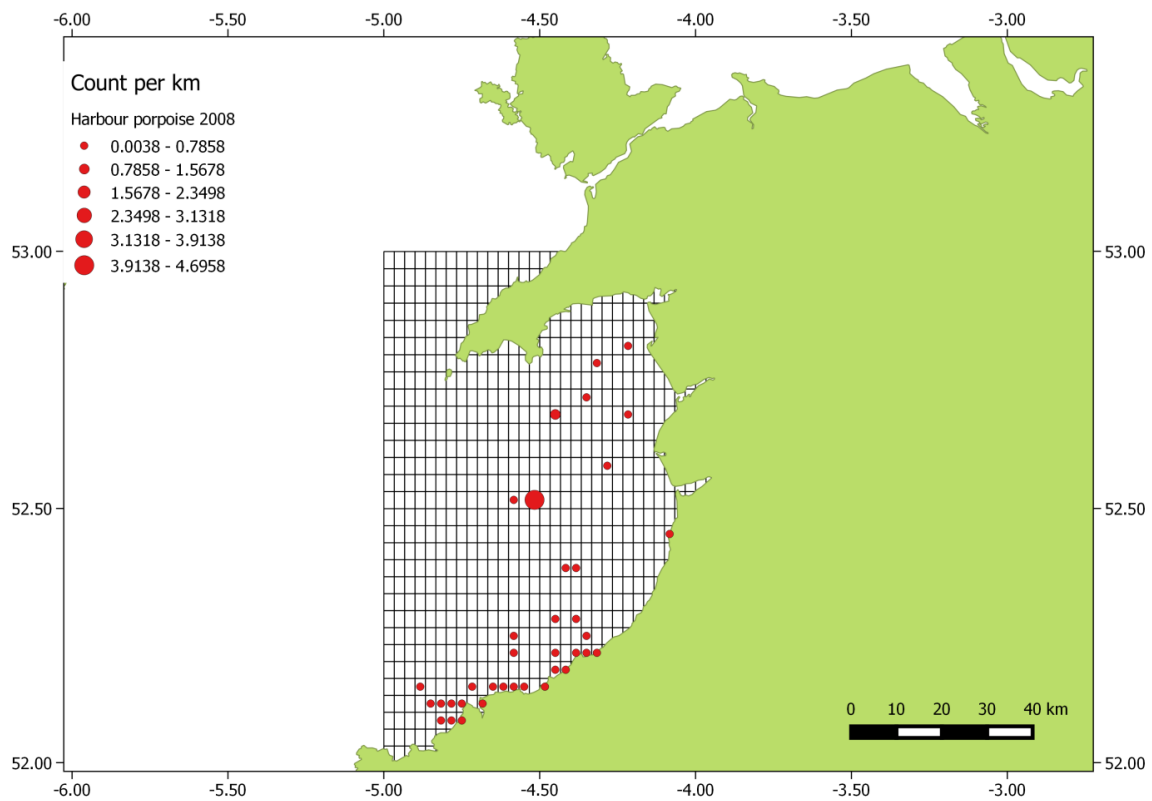 -6.00 -5.50 -5.00 -4.50 -4.00 -3.50 -3.00
Count per km
Harbour porpoise 2008
0.0038 - 0.7858
0.7858 - 1.5678
1.5678 - 2.3498
2.3498 - 3.1318
3.1318 - 3.9138
3.9138 - 4.6958
53.00 53.00
52.50 52.50
0 10 20 30 40 km
52.00 52.00
-6.00 -5.50 -5.00 -4.50 -4.00 -3.50 -3.00